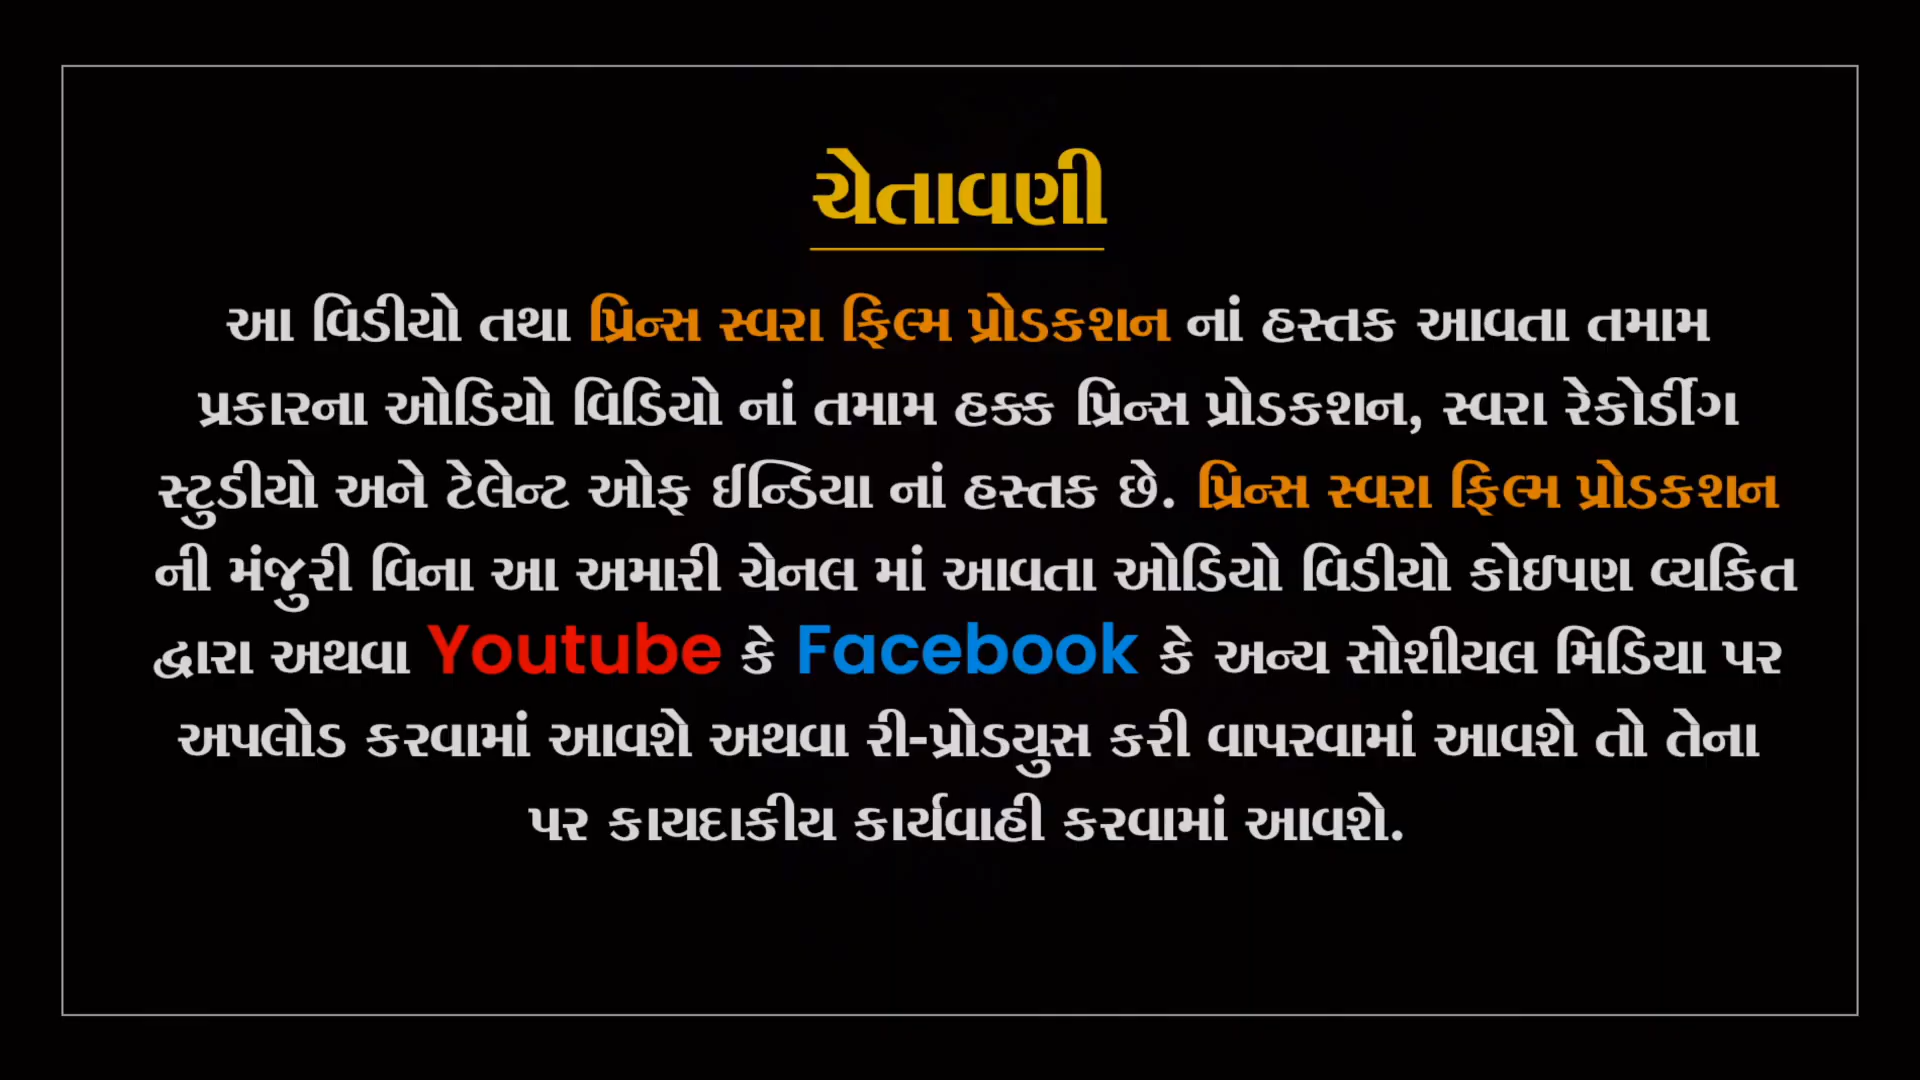 ચેતાવણી
આ વિડીયો તથા પ્રિન્સ સ્વરા ફિલ્મ પ્રોડક્શન નાં હસ્તક આવતા તમામ
પ્રકારના ઓડિયો વિડિયો નાં તમામ હક્ક પ્રિન્સ પ્રોડક્શન, સ્વરા રેકોર્ડીંગ
સ્ટુડીયો અને ટેલેન્ટ ઓફ ઈન્ડિયા નાં હસ્તક છે. પ્રિન્સ સ્વરા ફિલ્મ પ્રોડક્શન
ની મંજુરી વિના આ અમારી ચેનલ માં આવતા ઓડિયો વિડીયો કોઇપણ વ્યકિત
દ્વારા અથવા Youtube કે Facebook કે અન્ય સોશીયલ મિડિયા પર
અપલોડ કરવામાં આવશે અથવા રી-પ્રોડયુસ કરી વાપરવામાં આવશે તો તેના
પર કાયદાકીય કાર્યવાહી કરવામાં આવશે.